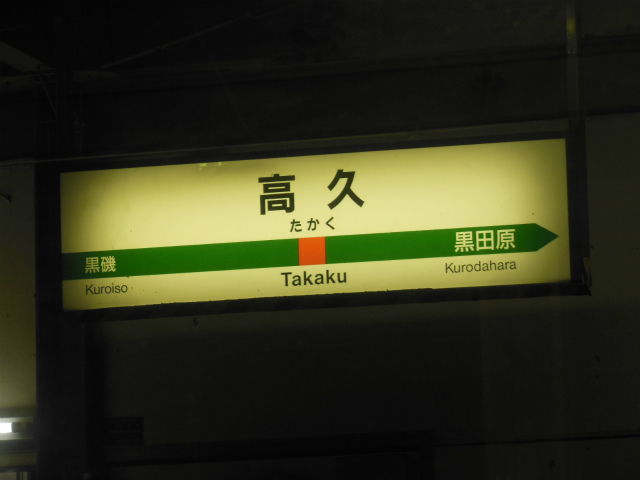 高久
たかく
黒磯
黒田原
Kuroiso
Takaku
Kurodahara